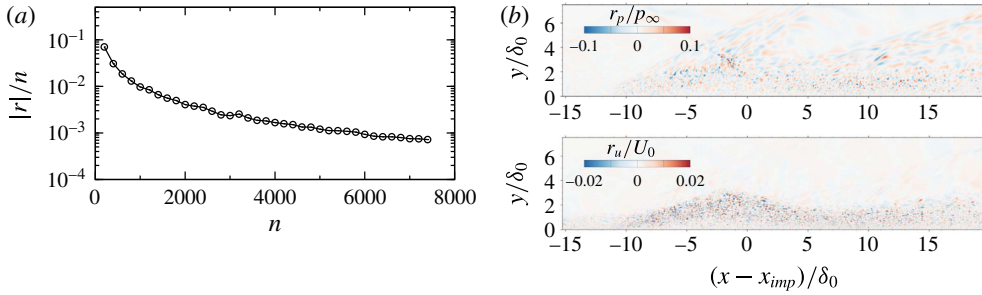 (a)
10⁻¹
10⁻²
10⁻³
10⁻⁴
|r|/n
0 2000 4000 6000 8000
n
(b)
r_p/p_∞
−0.1 0 0.1
y/δ_0
6
4
2
0
−15 −10 −5 0 5 10 15
r_u/U_0
−0.02 0 0.02
y/δ_0
6
4
2
0
−15 −10 −5 0 5 10 15
(x − x_imp)/δ_0